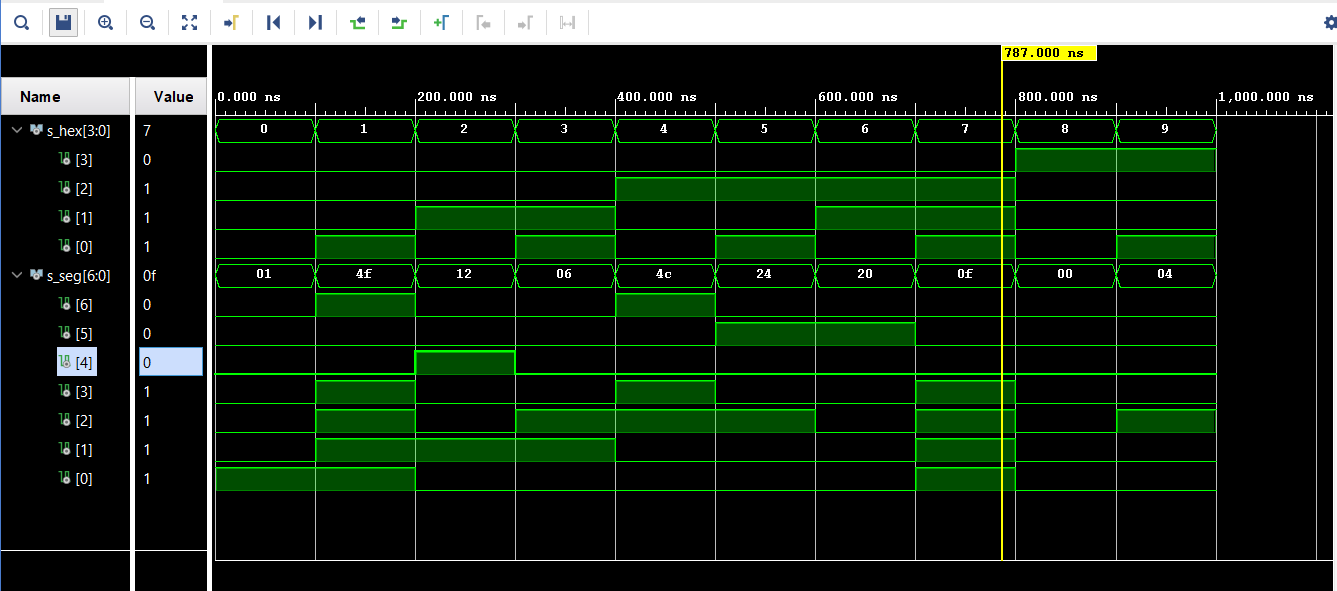 787.000 ns
Name Value
0.000 ns 200.000 ns 400.000 ns 600.000 ns 800.000 ns 1,000.000 ns
s_hex[3:0] 7 0 1 2 3 4 5 6 7 8 9
[3] 0
[2] 1
[1] 1
[0] 1
s_seg[6:0] 0f 01 4f 12 06 4c 24 20 0f 00 04
[6] 0
[5] 0
[4] 0
[3] 1
[2] 1
[1] 1
[0] 1